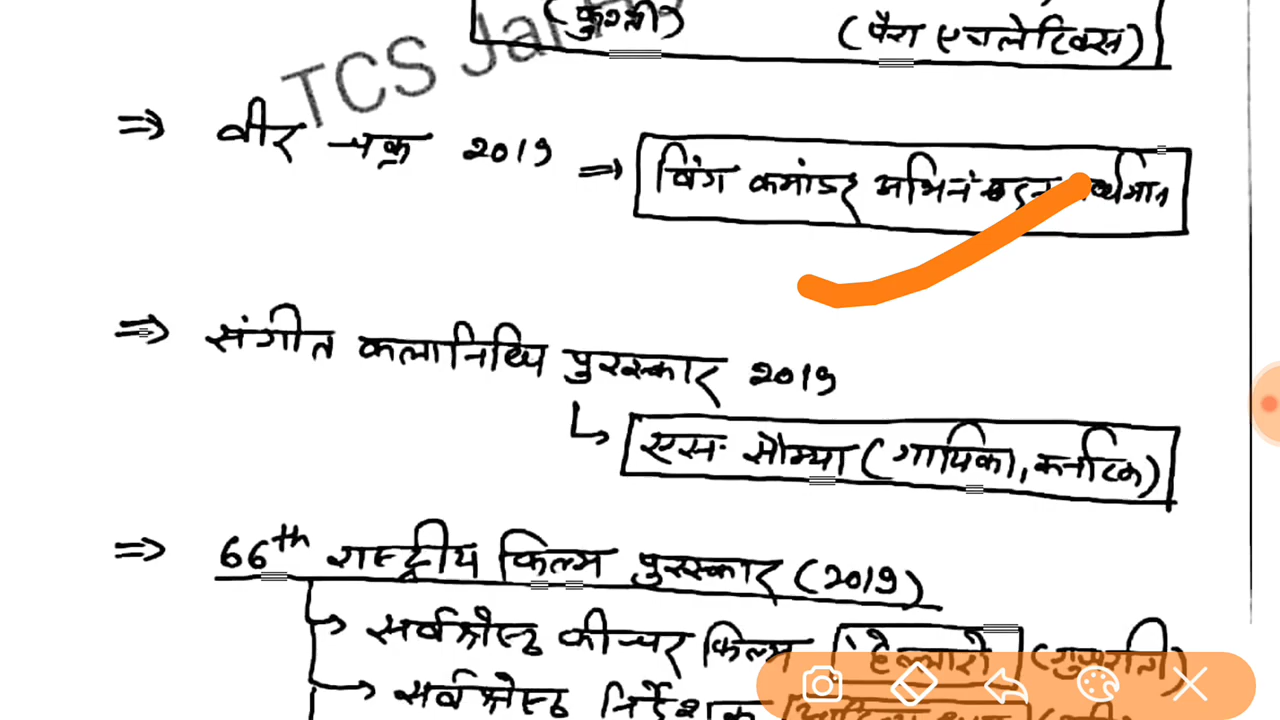 (कुश्ती) (पैरा एथलेटिक्स)
TCS
⇒ वीर चक्र 2019 ⇒ विंग कमांडर अभिनंदन वर्धमान
⇒ संगीत कलानिधि पुरस्कार 2019
↳ एस. सौम्या (गायिका, कर्नाटक)
⇒ 66th राष्ट्रीय फिल्म पुरस्कार (2019)
→ सर्वश्रेष्ठ फीचर फिल्म 'हेल्लारो' (गुजराती)
→ सर्वश्रेष्ठ निर्देशक